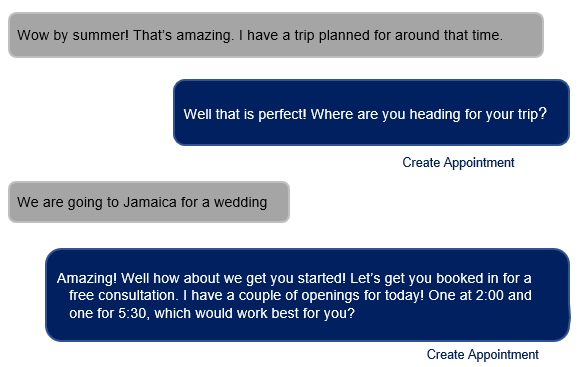 Wow by summer! That’s amazing. I have a trip planned for around that time.
Well that is perfect! Where are you heading for your trip?
Create Appointment
We are going to Jamaica for a wedding
Amazing! Well how about we get you started! Let’s get you booked in for a
free consultation. I have a couple of openings for today! One at 2:00 and
one for 5:30, which would work best for you?
Create Appointment